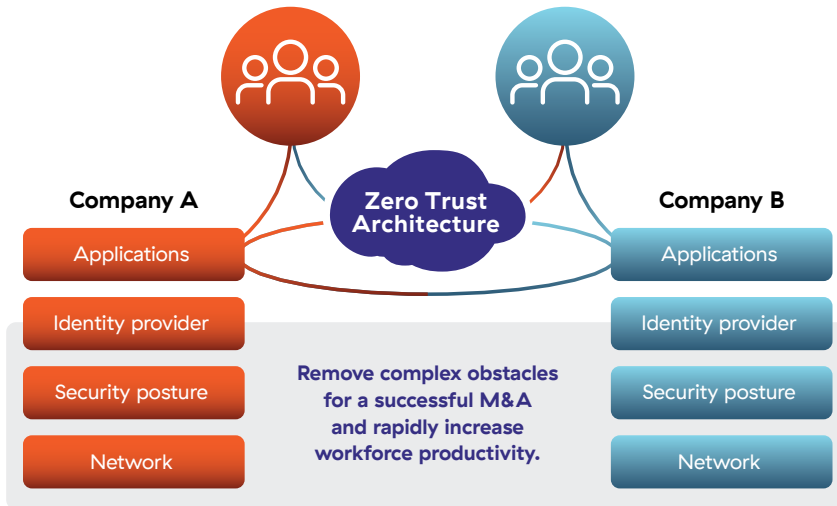 Zero Trust
Architecture
Company A
Applications
Identity provider
Security posture
Network
Company B
Applications
Identity provider
Security posture
Network
Remove complex obstacles
for a successful M&A
and rapidly increase
workforce productivity.